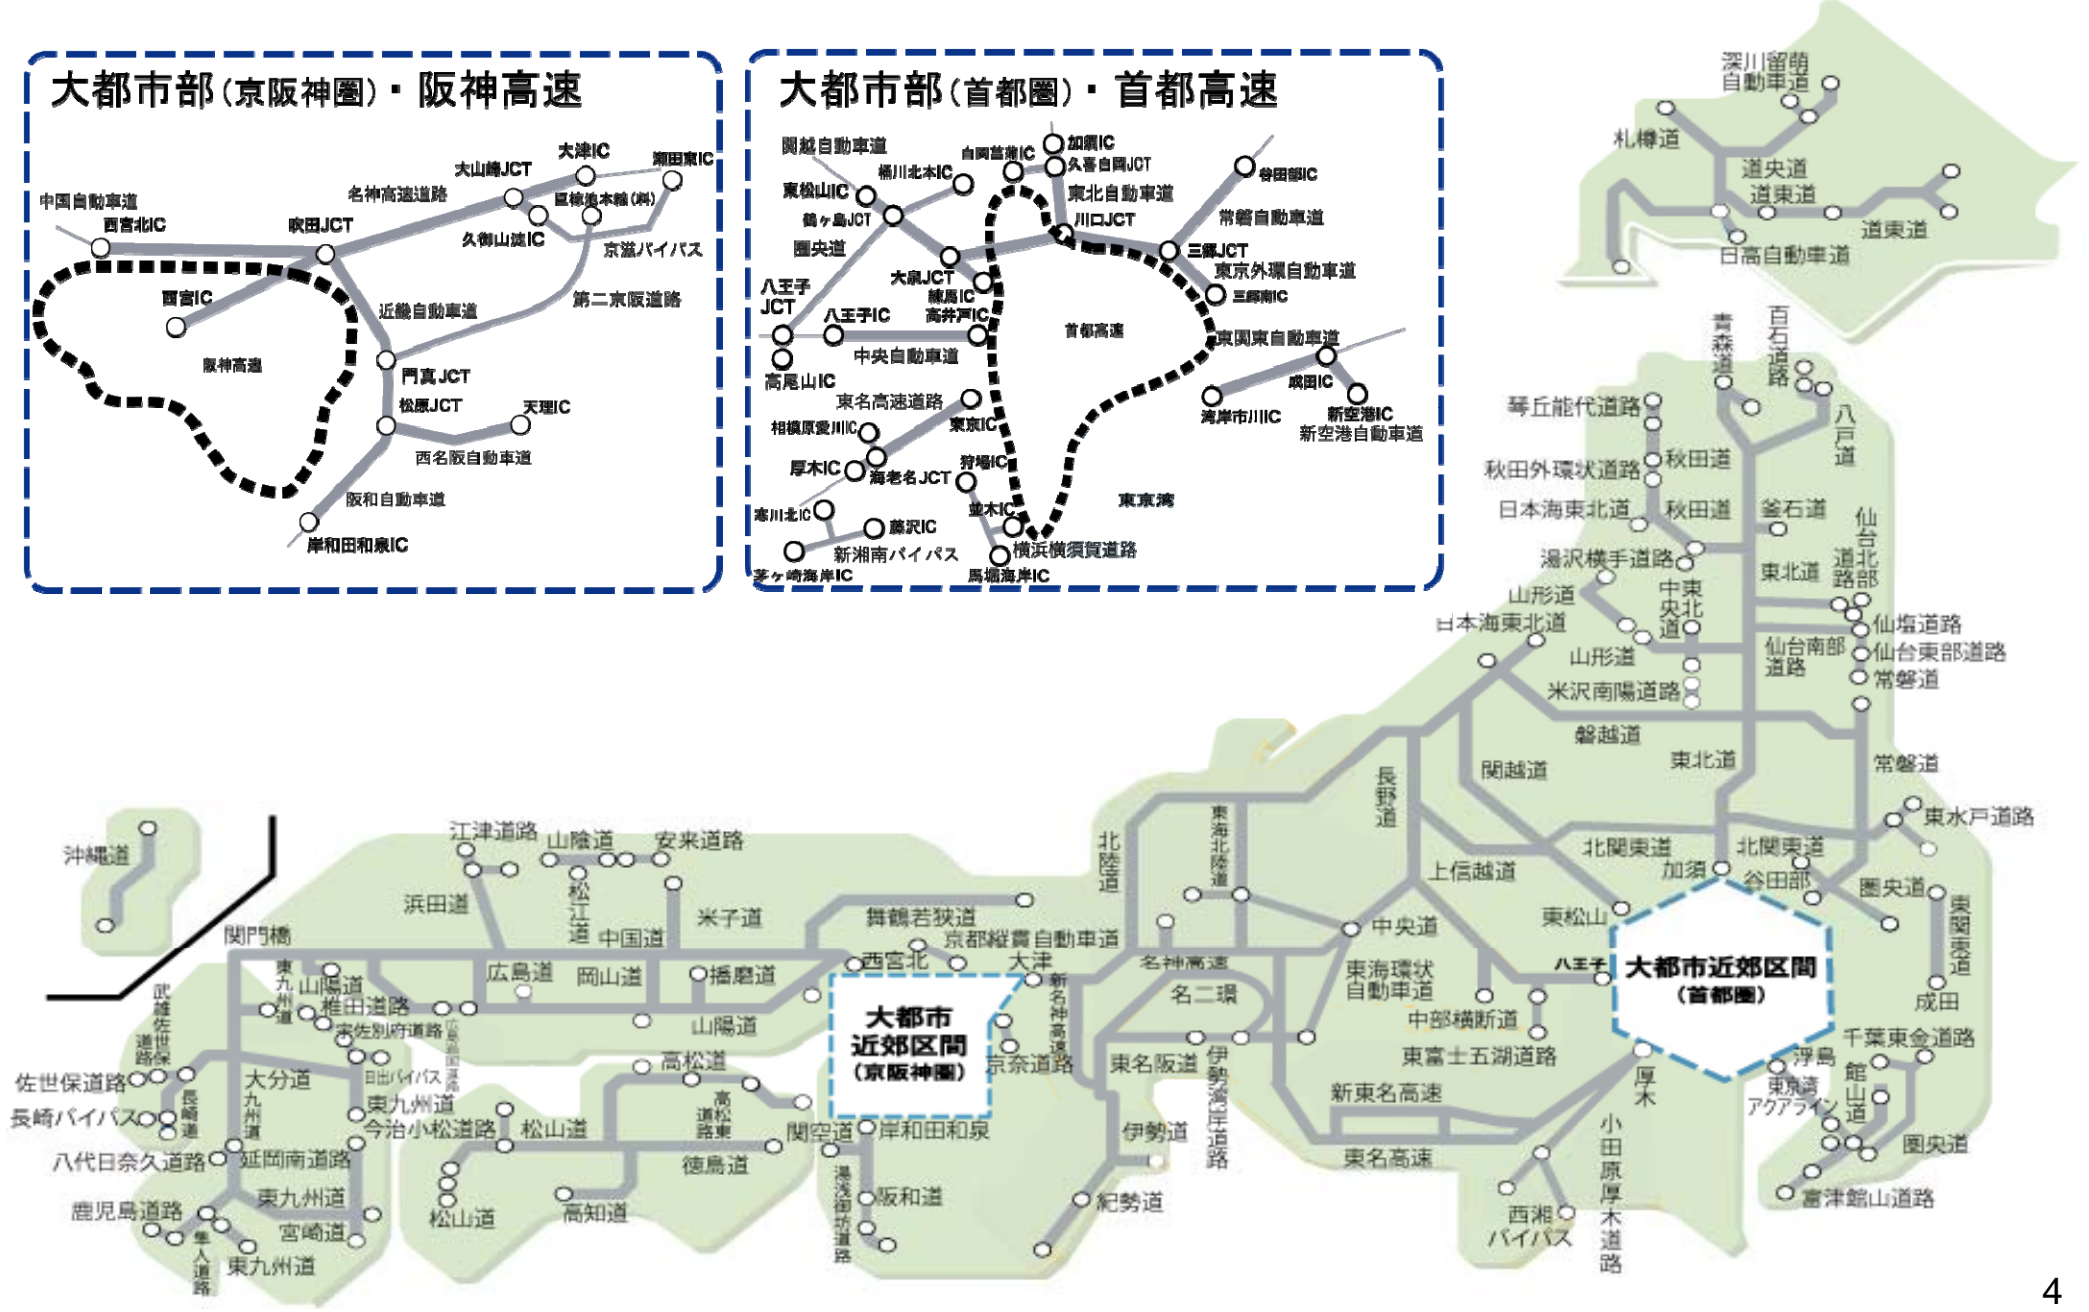 大都市部(京阪神圏)・阪神高速
大津IC
大山崎JCT
瀬田東IC
名神高速道路
中国自動車道
巨椋池本線(料)
西宮北IC
吹田JCT
久御山淀IC
京滋バイパス
西宮IC
第二京阪道路
近畿自動車道
阪神高速
門真JCT
松原JCT
天理IC
西名阪自動車道
阪和自動車道
岸和田和泉IC
大都市部(首都圏)・首都高速
関越自動車道
加須IC
白岡菖蒲IC
久喜白岡JCT
桶川北本IC
谷田部IC
東松山IC
東北自動車道
鶴ヶ島JCT
川口JCT
常磐自動車道
圏央道
三郷JCT
大泉JCT
東京外環自動車道
八王子
JCT
練馬IC
三郷南IC
八王子IC
高井戸IC
首都高速
東関東自動車道
中央自動車道
高尾山IC
成田IC
東名高速道路
湾岸市川IC
新空港IC
新空港自動車道
相模原愛川IC
東京IC
厚木IC
海老名JCT
狩場IC
東京湾
寒川北IC
藤沢IC
並木IC
新湘南バイパス
横浜横須賀道路
茅ヶ崎海岸IC
馬堀海岸IC
深川留萌
自動車道
札樽道
道央道
道東道
道東道
日高自動車道
青森道
百石道路
八戸道
琴丘能代道路
秋田道
秋田外環状道路
日本海東北道
秋田道
釜石道
仙台北部
道路
湯沢横手道路
東北道
山形道
東北
中央道
日本海東北道
仙塩道路
仙台南部
道路
仙台東部道路
山形道
常磐道
米沢南陽道路
磐越道
東北道
常磐道
関越道
長野道
東海北陸道
北陸道
東水戸道路
北関東道
北関東道
上信越道
加須
谷田部
圏央道
東関東道
東松山
中央道
八王子
大都市近郊区間
(首都圏)
成田
東海環状
自動車道
中部横断道
東富士五湖道路
千葉東金道路
浮島
東京湾
アクアライン
館山道
圏央道
富津館山道路
厚木
小田原厚木道路
西湘
バイパス
新東名高速
東名高速
名神高速
名二環
新名神高速
東名阪道
伊勢湾岸道路
伊勢道
紀勢道
沖縄道
江津道路
山陰道
安来道路
浜田道
松江道
中国道
米子道
舞鶴若狭道
京都縦貫自動車道
関門橋
西宮北
大津
東九州道
山陽道
広島道
岡山道
播磨道
椎田道路
宇佐別府道路
広島呉道路
山陽道
大都市
近郊区間
(京阪神圏)
京奈道路
武雄佐世保
道路
佐世保道路
大分道
日出バイパス
長崎バイパス
長崎道
九州道
東九州道
今治小松道路
松山道
高松道
高松東
道路
八代日奈久道路
延岡南道路
徳島道
関空道
岸和田和泉
鹿児島道路
東九州道
宮崎道
隼人道路
東九州道
松山道
高知道
湯浅御坊道路
阪和道
4